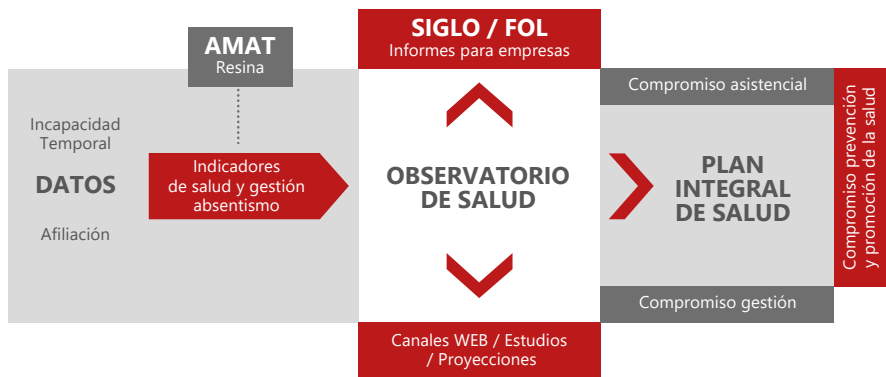 AMAT
Resina
SIGLO / FOL
Informes para empresas
Incapacidad
Temporal
DATOS
Afiliación
Indicadores
de salud y gestión
absentismo
OBSERVATORIO
DE SALUD
Canales WEB / Estudios
/ Proyecciones
Compromiso asistencial
PLAN
INTEGRAL
DE SALUD
Compromiso gestión
Compromiso prevención
y promoción de la salud